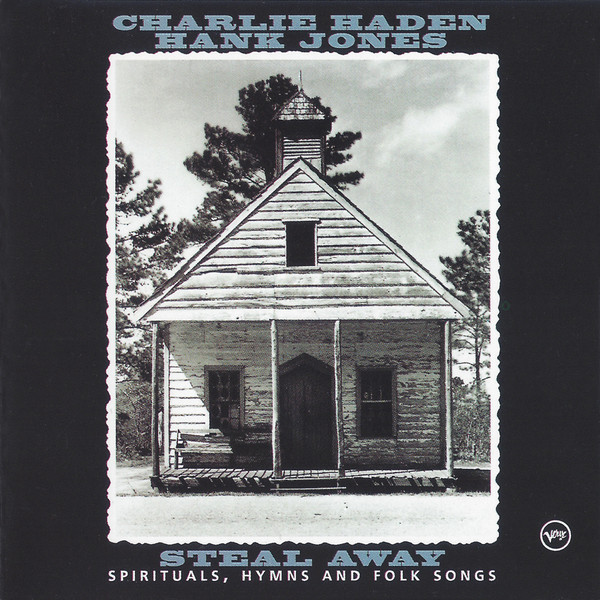 CHARLIE HADEN
HANK JONES
STEAL AWAY
SPIRITUALS, HYMNS AND FOLK SONGS
Verve